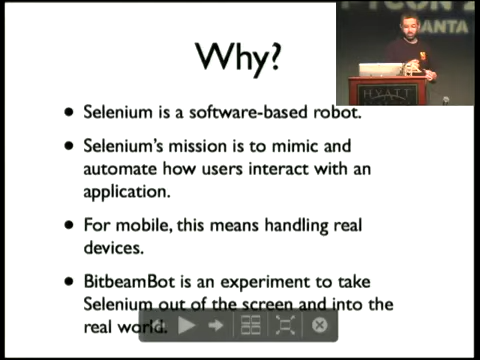 Why?
• Selenium is a software-based robot.
• Selenium's mission is to mimic and
automate how users interact with an
application.
• For mobile, this means handling real
devices.
• BitbeamBot is an experiment to take
Selenium out of the screen and into the
real world.
ANTA
HYATT